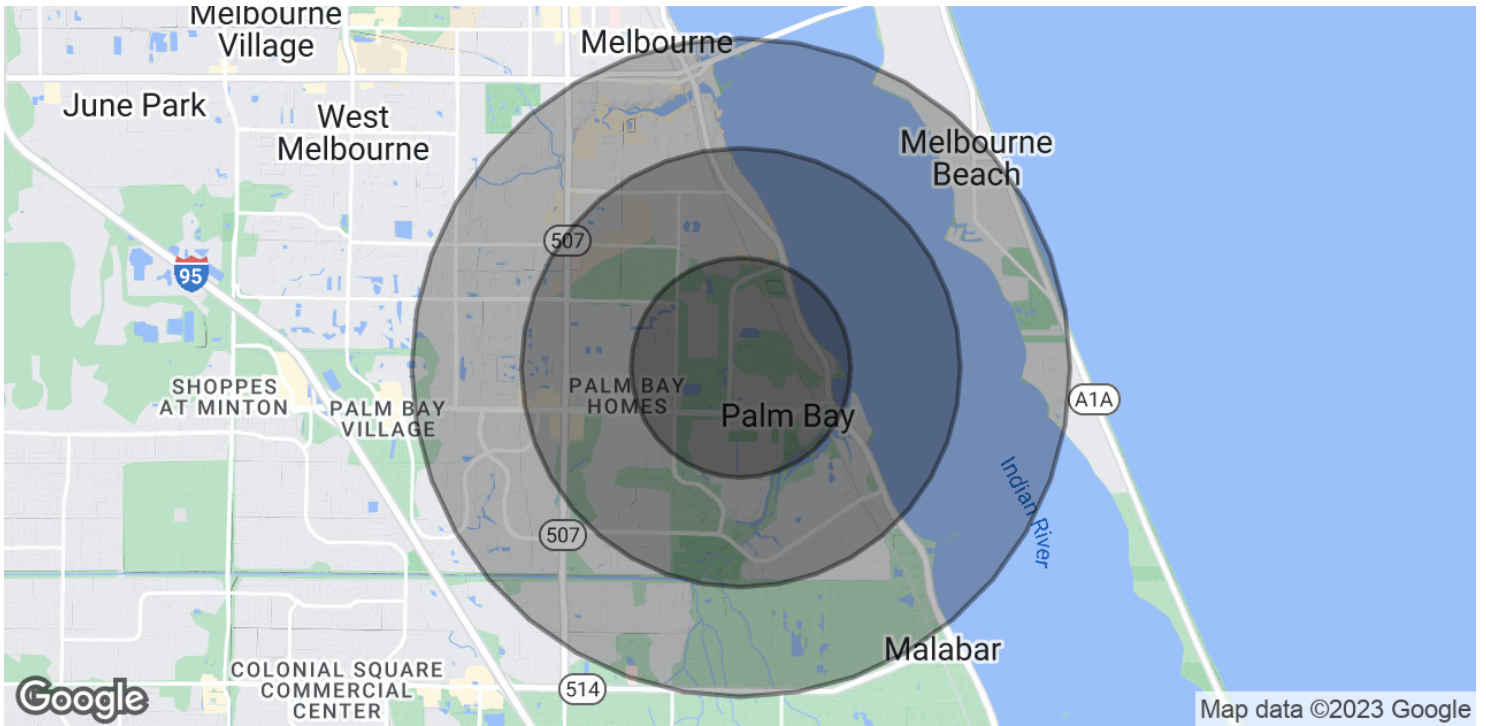 Melbourne
Village
Melbourne
June Park
West
Melbourne
Melbourne
Beach
507
95
SHOPPES
AT MINTON
PALM BAY
VILLAGE
PALM BAY
HOMES
Palm Bay
A1A
Indian River
507
Malabar
COLONIAL SQUARE
COMMERCIAL
CENTER
514
Google
Map data ©2023 Google